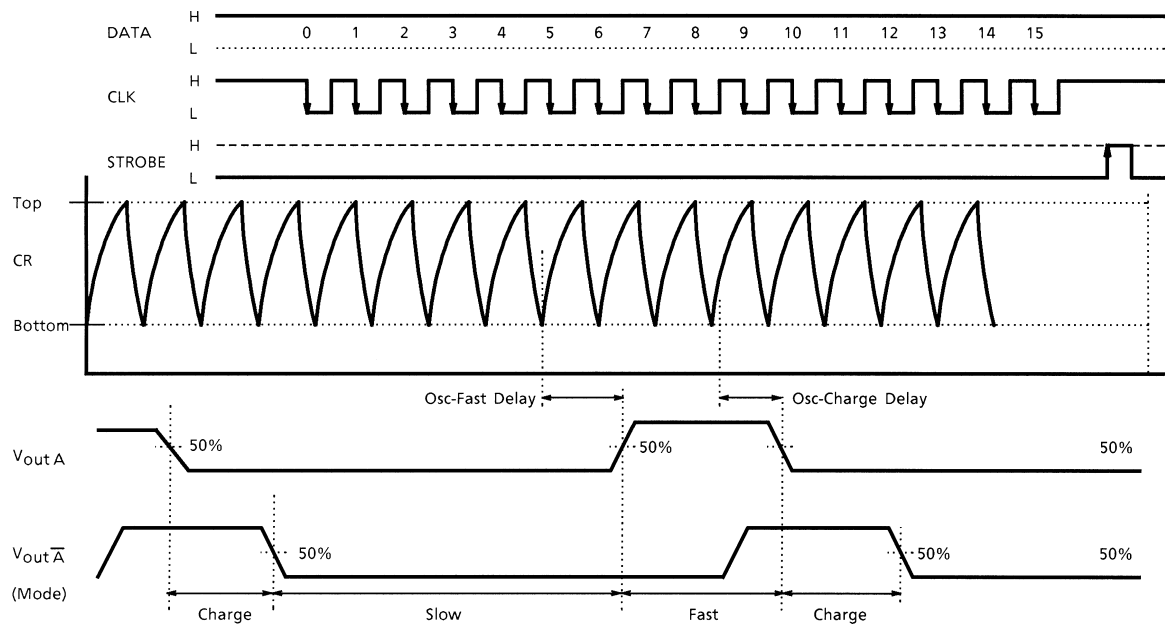 H
DATA 0 1 2 3 4 5 6 7 8 9 10 11 12 13 14 15
L
H
CLK
L
H
STROBE
L
Top
CR
Bottom
Osc-Fast Delay Osc-Charge Delay
50% 50% 50% 50%
Vout A
50% 50% 50%
Vout A̅
(Mode)
Charge Slow Fast Charge